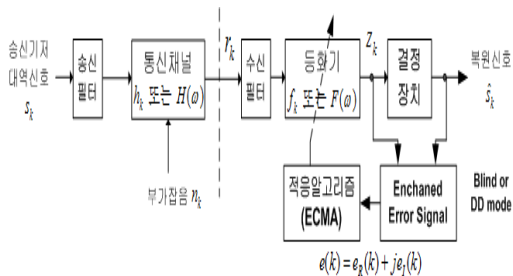 송신기저
대역신호
s_k
송신
필터
통신채널
h_k 또는 H(ω)
부가잡음 n_k
r_k
수신
필터
등화기
f_k 또는 F(ω)
Z_k
결정
장치
복원신호
ŝ_k
적응알고리즘
(ECMA)
Enchaned
Error Signal
Blind or
DD mode
e(k) = e_R(k) + je_I(k)